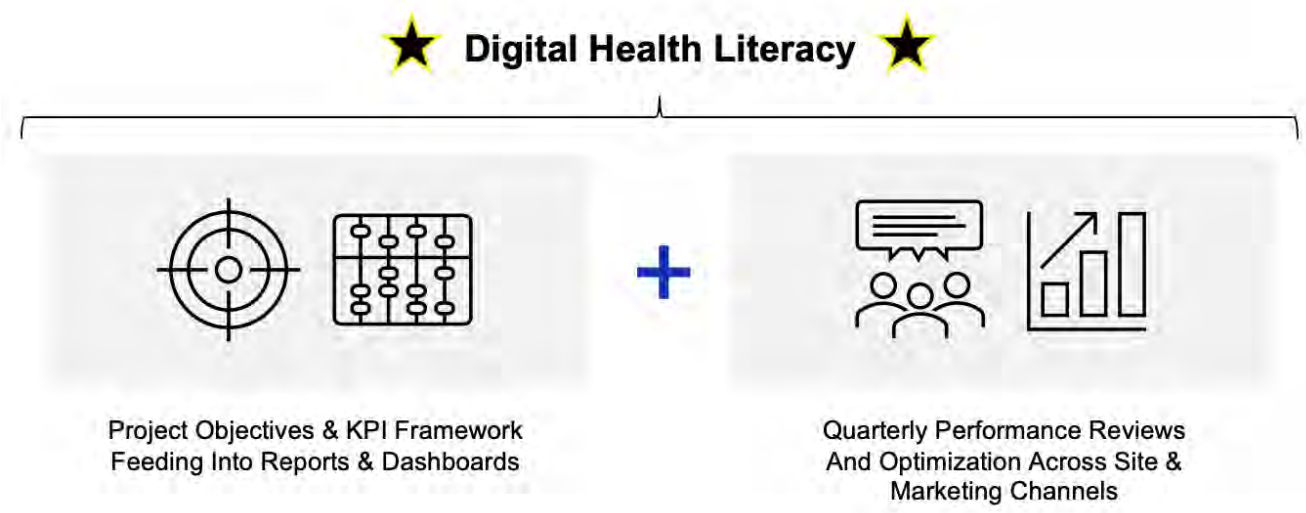 Digital Health Literacy
Project Objectives & KPI Framework
Feeding Into Reports & Dashboards
Quarterly Performance Reviews
And Optimization Across Site &
Marketing Channels